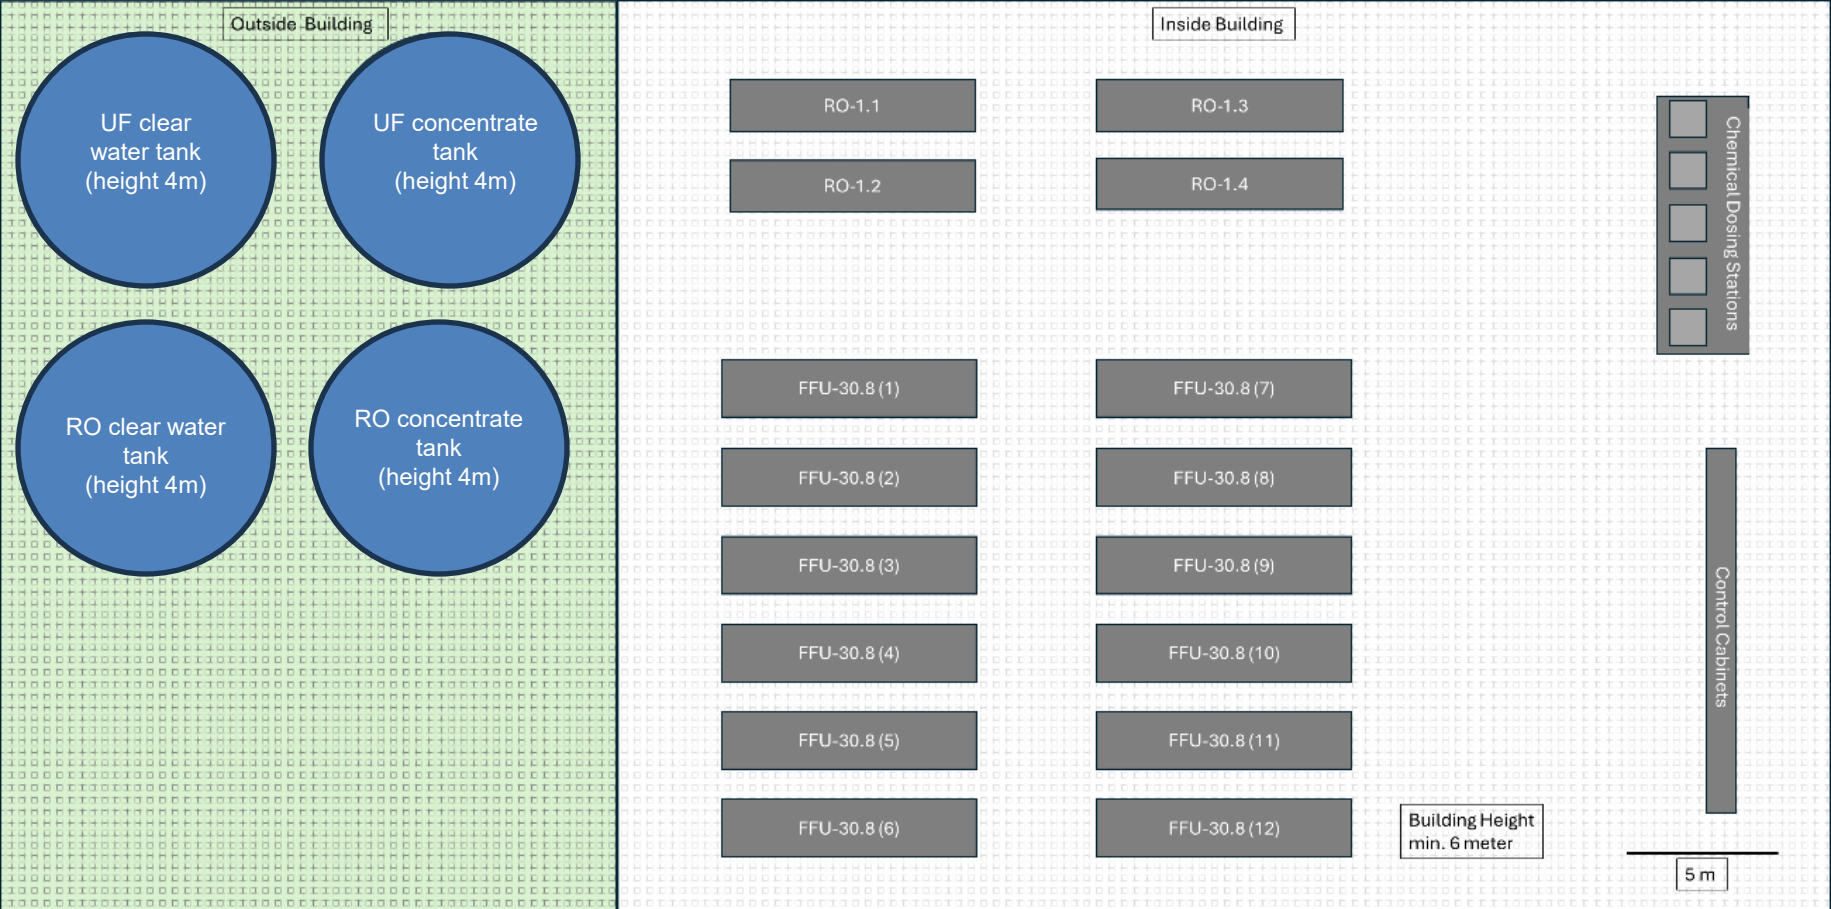 Outside Building
Inside Building
UF clear
water tank
(height 4m)
UF concentrate
tank
(height 4m)
RO clear water
tank
(height 4m)
RO concentrate
tank
(height 4m)
RO-1.1
RO-1.3
RO-1.2
RO-1.4
Chemical Dosing Stations
FFU-30.8 (1)
FFU-30.8 (7)
FFU-30.8 (2)
FFU-30.8 (8)
FFU-30.8 (3)
FFU-30.8 (9)
FFU-30.8 (4)
FFU-30.8 (10)
FFU-30.8 (5)
FFU-30.8 (11)
FFU-30.8 (6)
FFU-30.8 (12)
Control Cabinets
Building Height
min. 6 meter
5 m